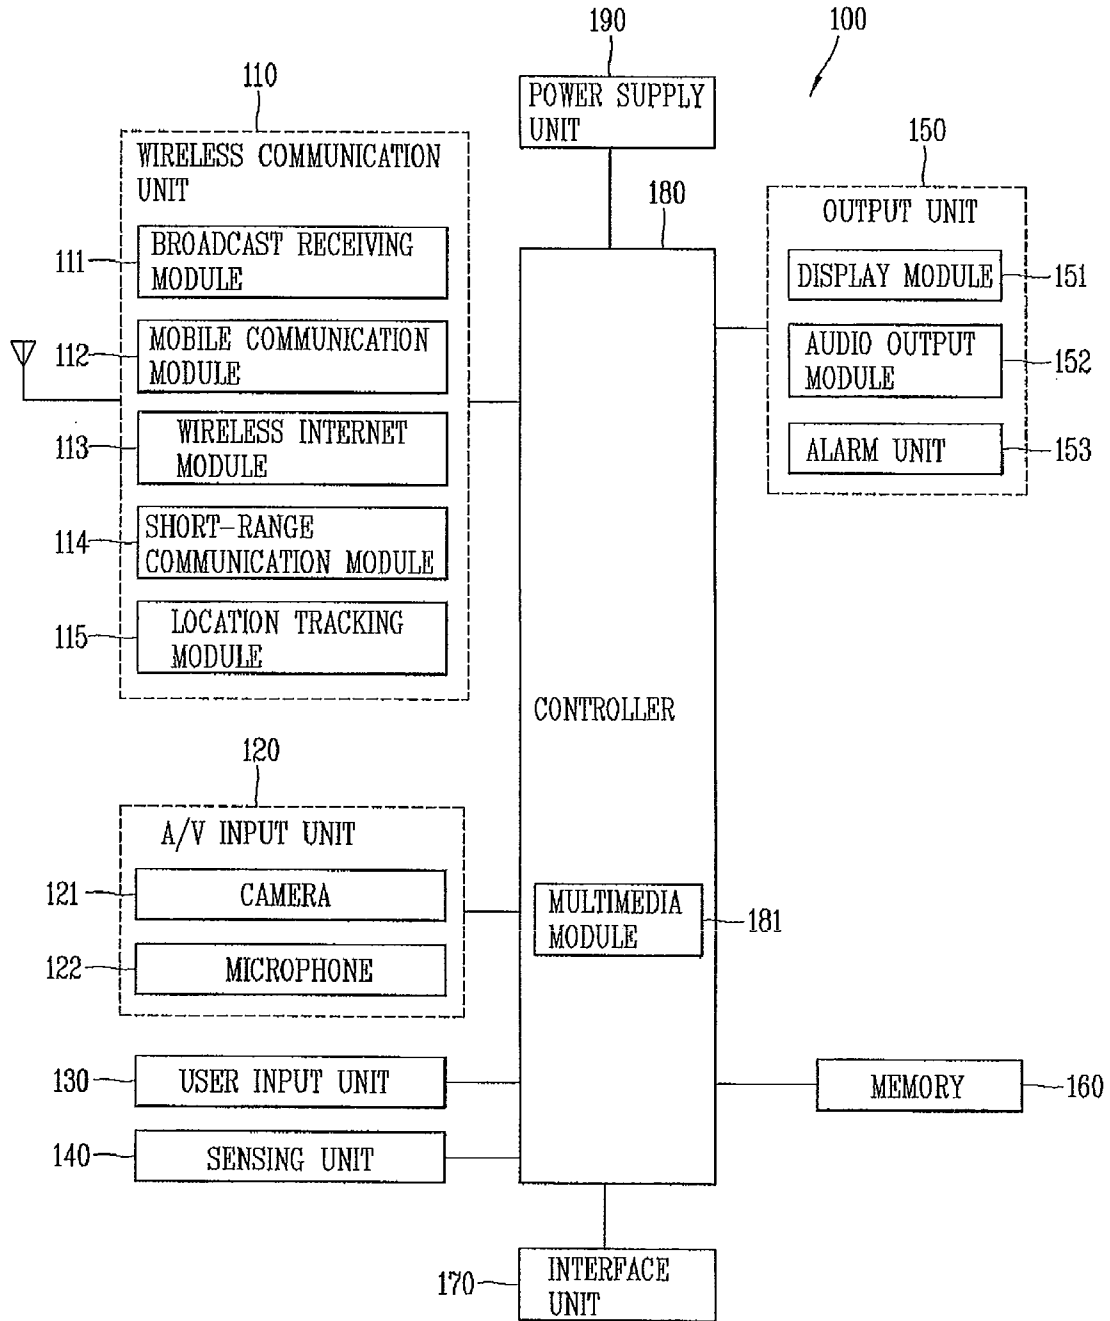 190
100
110
POWER SUPPLY
UNIT
150
WIRELESS COMMUNICATION
UNIT
180
OUTPUT UNIT
111
BROADCAST RECEIVING
MODULE
DISPLAY MODULE
151
112
MOBILE COMMUNICATION
MODULE
AUDIO OUTPUT
MODULE
152
113
WIRELESS INTERNET
MODULE
ALARM UNIT
153
114
SHORT-RANGE
COMMUNICATION MODULE
115
LOCATION TRACKING
MODULE
CONTROLLER
120
A/V INPUT UNIT
121
CAMERA
MULTIMEDIA
MODULE
181
122
MICROPHONE
130
USER INPUT UNIT
MEMORY
160
140
SENSING UNIT
170
INTERFACE
UNIT